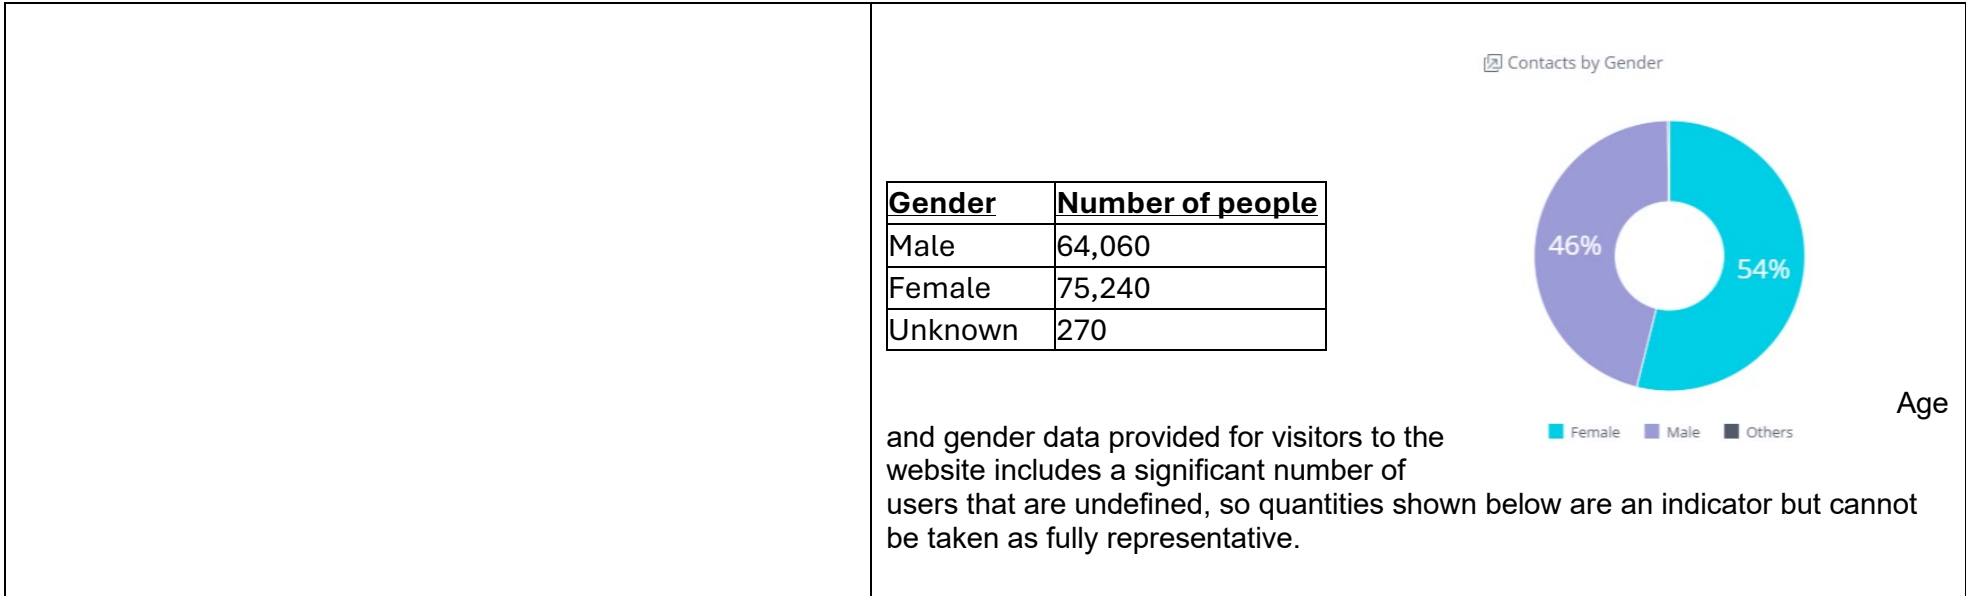 Contacts by Gender
Gender Number of people
Male 64,060
Female 75,240
Unknown 270
46%
54%
Female Male Others
Age
and gender data provided for visitors to the
website includes a significant number of
users that are undefined, so quantities shown below are an indicator but cannot
be taken as fully representative.